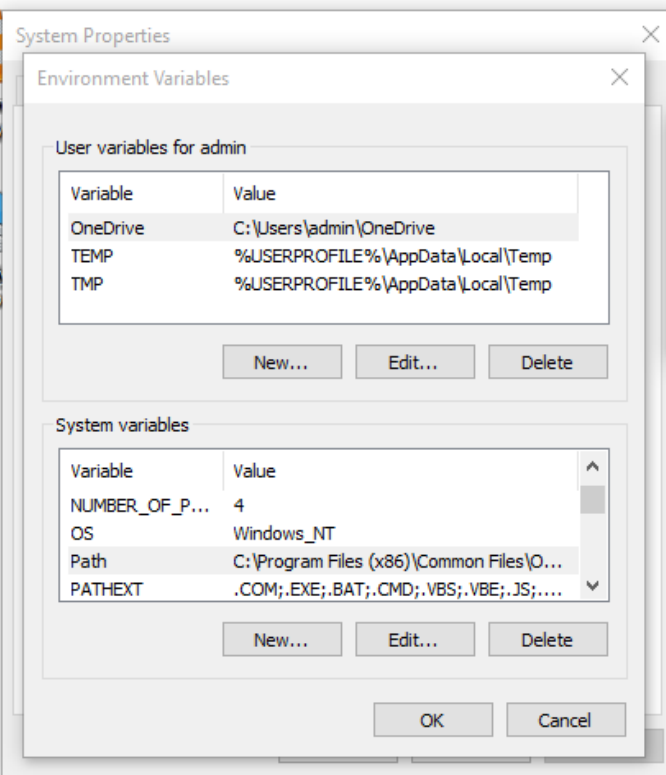 System Properties
Environment Variables
User variables for admin
Variable Value
OneDrive C:\Users\admin\OneDrive
TEMP %USERPROFILE%\AppData\Local\Temp
TMP %USERPROFILE%\AppData\Local\Temp
New... Edit... Delete
System variables
Variable Value
NUMBER_OF_P... 4
OS Windows_NT
Path C:\Program Files (x86)\Common Files\O...
PATHEXT .COM;.EXE;.BAT;.CMD;.VBS;.VBE;.JS;....
New... Edit... Delete
OK Cancel